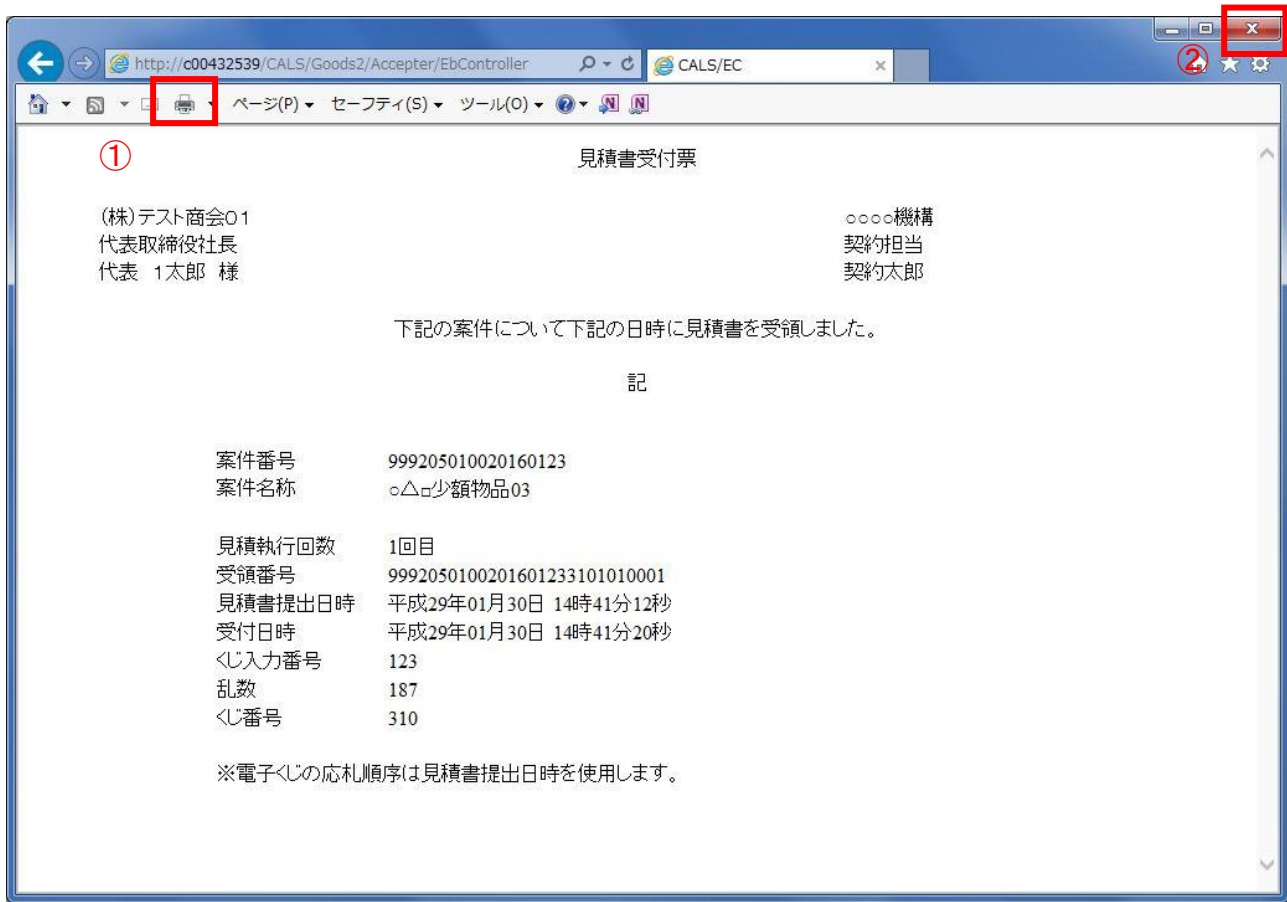 ②
http://c00432539/CALS/Goods2/Accepter/EbController
CALS/EC
ページ(P) セーフティ(S) ツール(O)
①
見積書受付票
(株)テスト商会01
○○○○機構
代表取締役社長
契約担当
代表 1太郎 様
契約太郎
下記の案件について下記の日時に見積書を受領しました。
記
案件番号 999205010020160123
案件名称 ○△□少額物品03
見積執行回数 1回目
受領番号 9992050100201601233101010001
見積書提出日時 平成29年01月30日 14時41分12秒
受付日時 平成29年01月30日 14時41分20秒
くじ入力番号 123
乱数 187
くじ番号 310
※電子くじの応札順序は見積書提出日時を使用します。